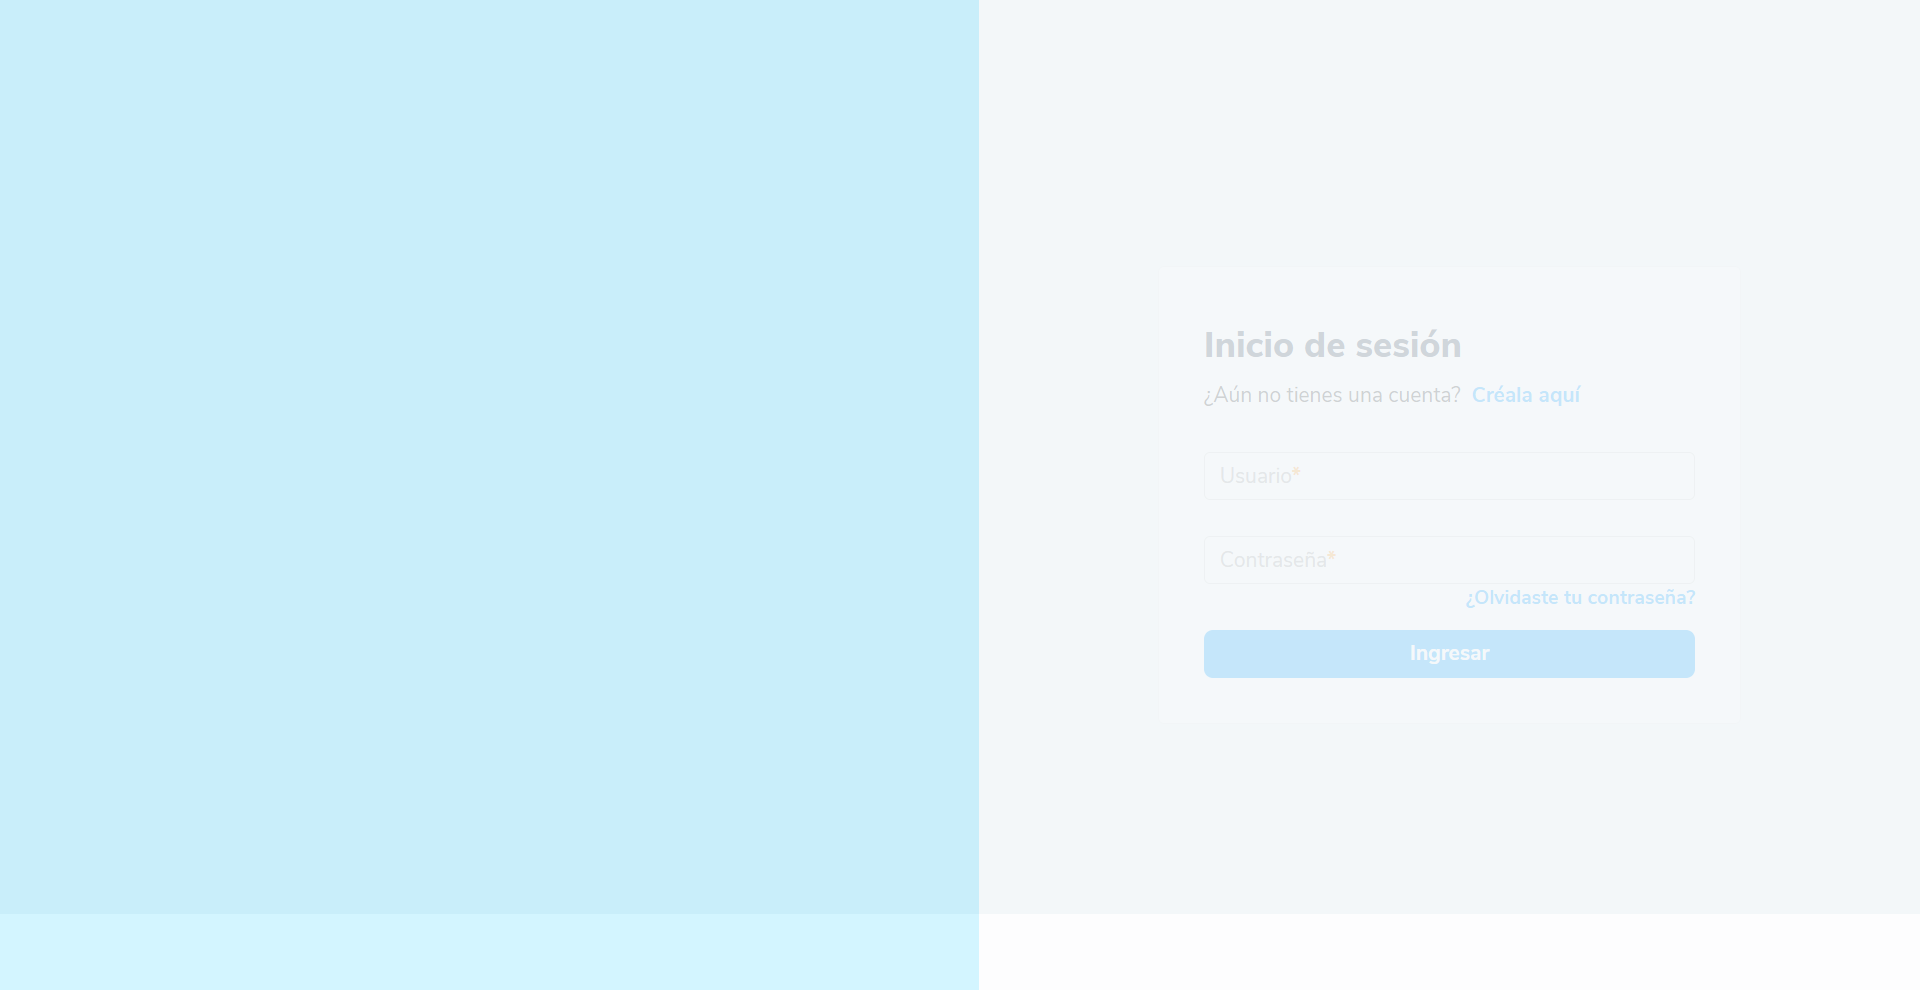 Inicio de sesión
¿Aún no tienes una cuenta? Créala aquí
Usuario*
Contraseña*
¿Olvidaste tu contraseña?
Ingresar